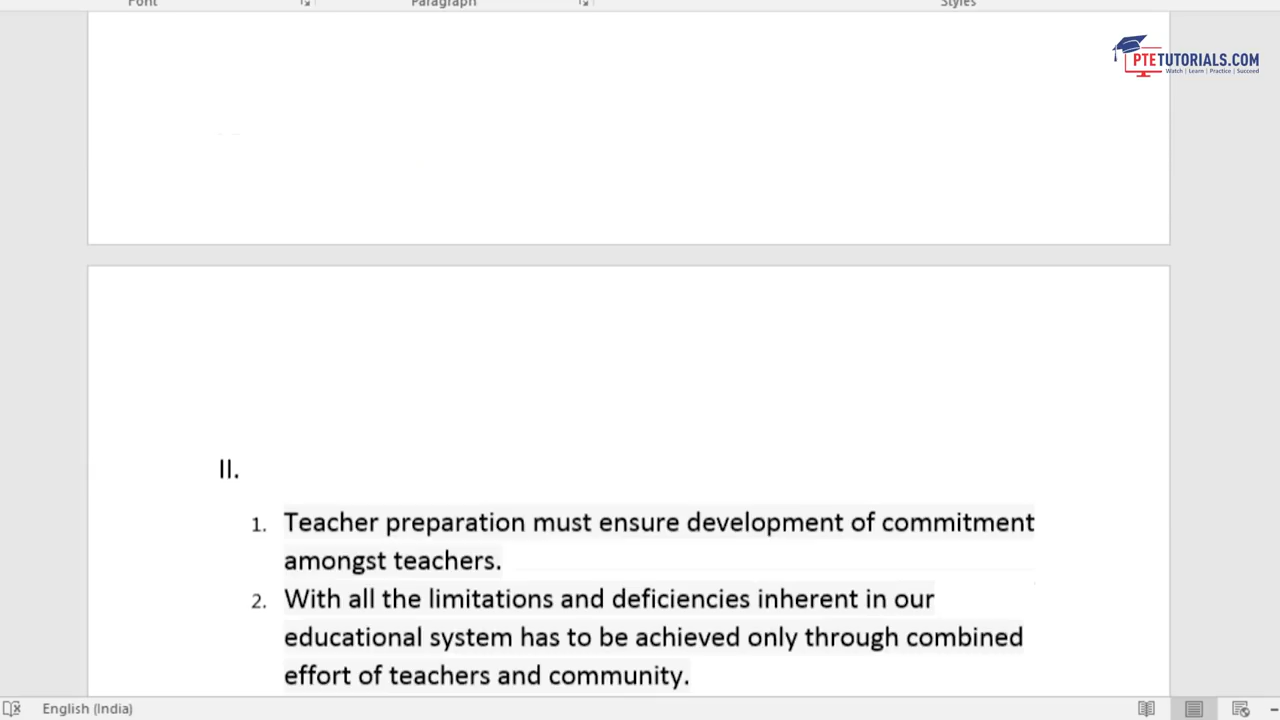 Font Paragraph Styles
PTETUTORIALS.COM
Watch | Learn | Practice | Succeed
II.
1. Teacher preparation must ensure development of commitment
amongst teachers.
2. With all the limitations and deficiencies inherent in our
educational system has to be achieved only through combined
effort of teachers and community.
English (India)